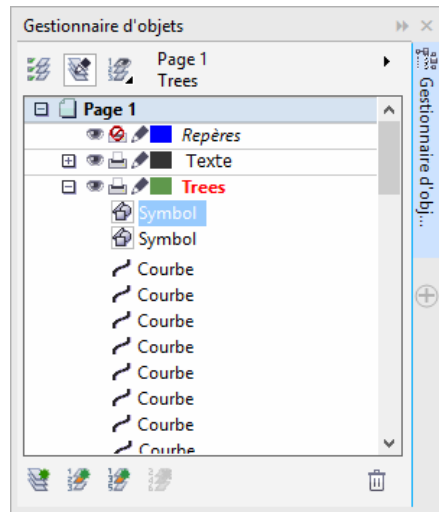 Gestionnaire d'objets
Page 1
Trees
Page 1
Repères
Texte
Trees
Symbol
Symbol
Courbe
Courbe
Courbe
Courbe
Courbe
Courbe
Courbe
Courbe
Gestionnaire d'obj...